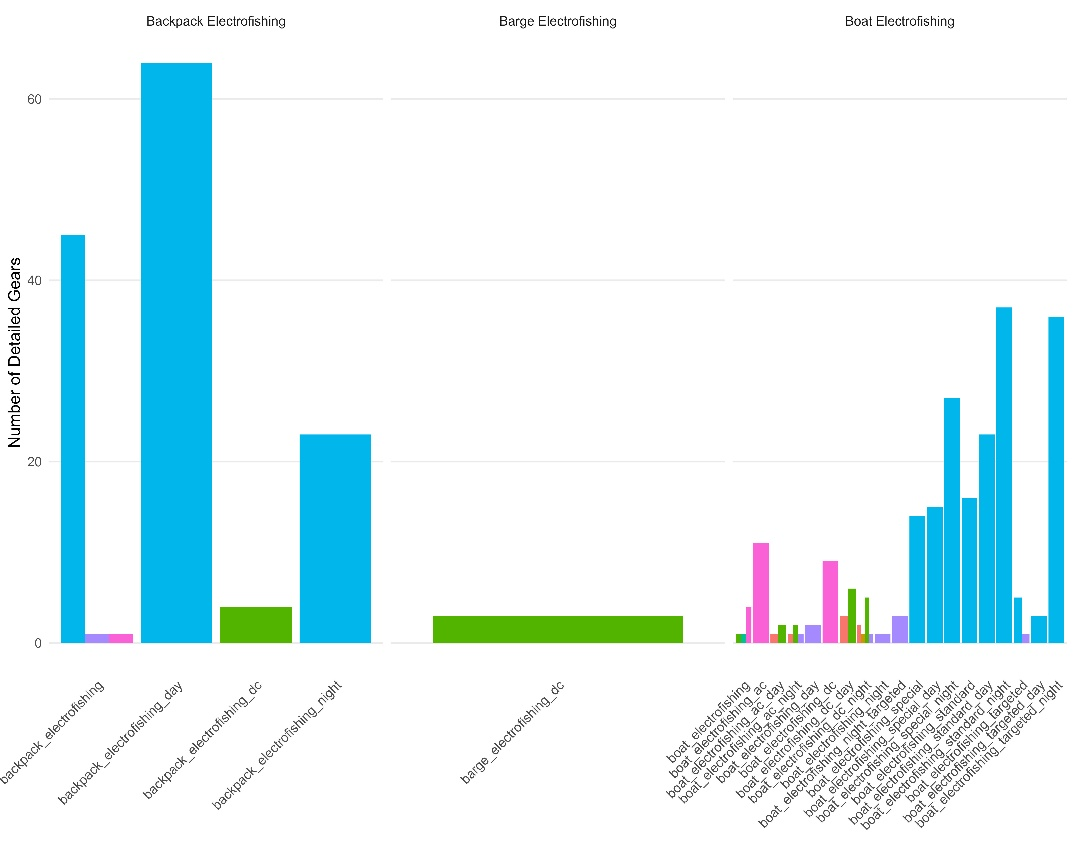 Backpack Electrofishing
Barge Electrofishing
Boat Electrofishing
Number of Detailed Gears
60
40
20
0
backpack_electrofishing
backpack_electrofishing_day
backpack_electrofishing_dc
backpack_electrofishing_night
barge_electrofishing_dc
boat_electrofishing
boat_electrofishing_ac
boat_electrofishing_ac_day
boat_electrofishing_ac_night
boat_electrofishing_day
boat_electrofishing_dc
boat_electrofishing_dc_day
boat_electrofishing_dc_night
boat_electrofishing_night
boat_electrofishing_night_targeted
boat_electrofishing_special
boat_electrofishing_special_day
boat_electrofishing_special_night
boat_electrofishing_standard
boat_electrofishing_standard_day
boat_electrofishing_standard_night
boat_electrofishing_targeted
boat_electrofishing_targeted_day
boat_electrofishing_targeted_night